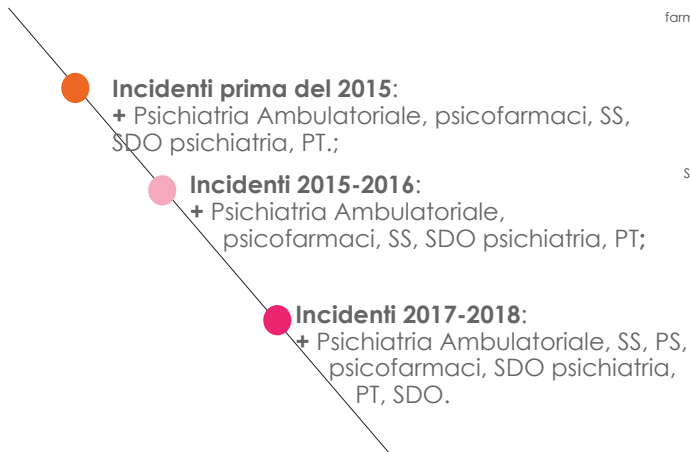 farm
Incidenti prima del 2015:
+ Psichiatria Ambulatoriale, psicofarmaci, SS,
SDO psichiatria, PT.;
S
Incidenti 2015-2016:
+ Psichiatria Ambulatoriale,
psicofarmaci, SS, SDO psichiatria, PT;
Incidenti 2017-2018:
+ Psichiatria Ambulatoriale, SS, PS,
psicofarmaci, SDO psichiatria,
PT, SDO.